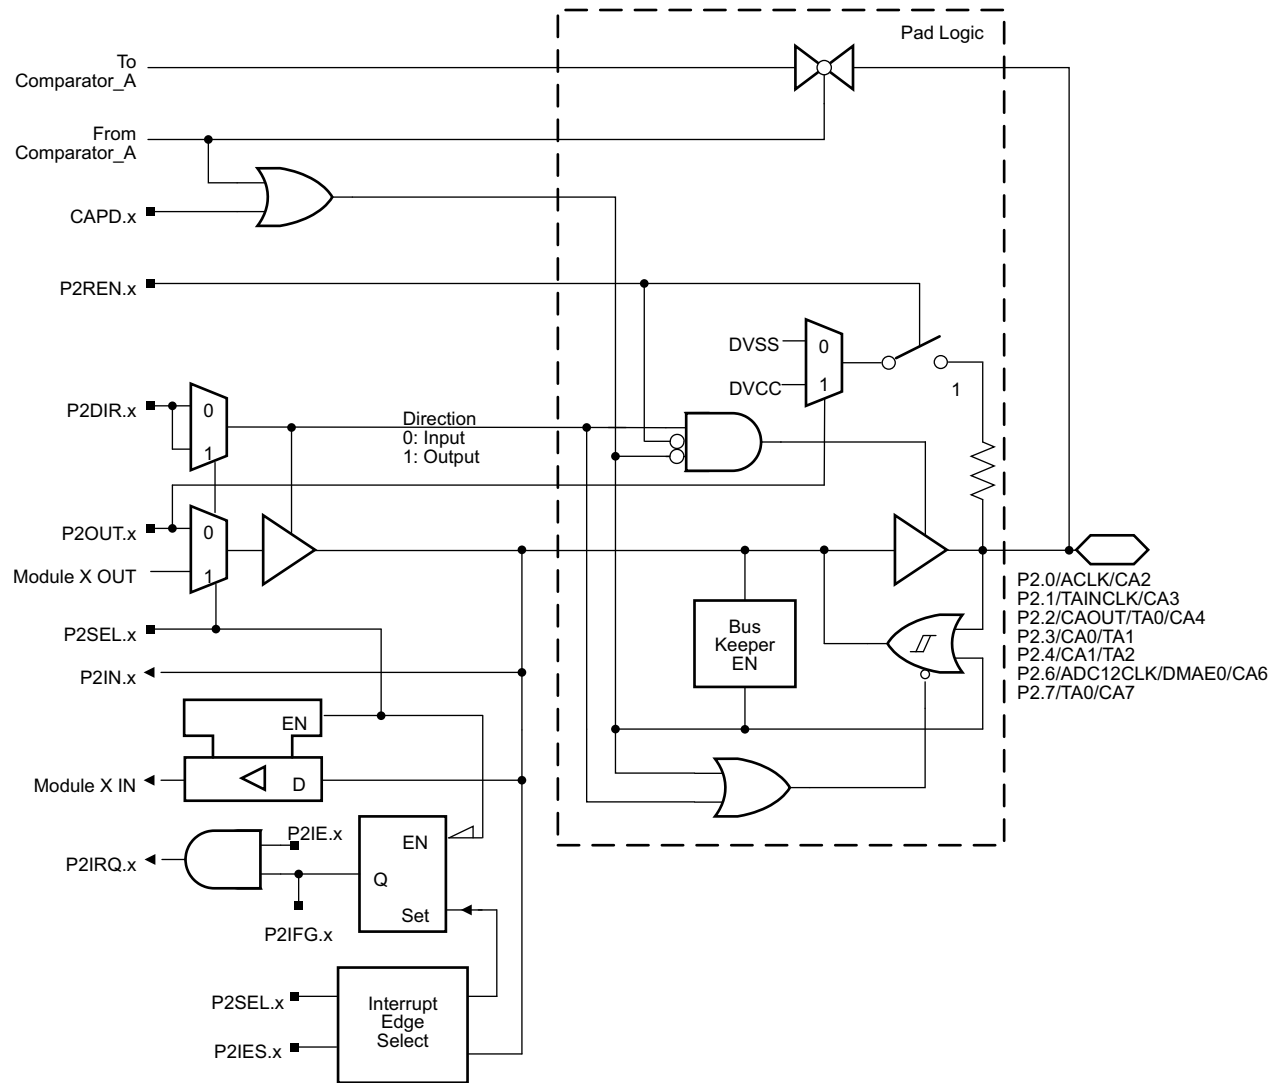 Pad Logic
To
Comparator_A
From
Comparator_A
CAPD.x
P2REN.x
DVSS
0
DVCC
1
1
P2DIR.x
0
1
Direction
0: Input
1: Output
P2OUT.x
0
Module X OUT
1
P2.0/ACLK/CA2
P2.1/TAINCLK/CA3
P2.2/CAOUT/TA0/CA4
P2.3/CA0/TA1
P2.4/CA1/TA2
P2.6/ADC12CLK/DMAE0/CA6
P2.7/TA0/CA7
Bus
Keeper
EN
P2SEL.x
P2IN.x
EN
Module X IN
D
P2IE.x
P2IRQ.x
EN
Q
Set
P2IFG.x
P2SEL.x
P2IES.x
Interrupt
Edge
Select